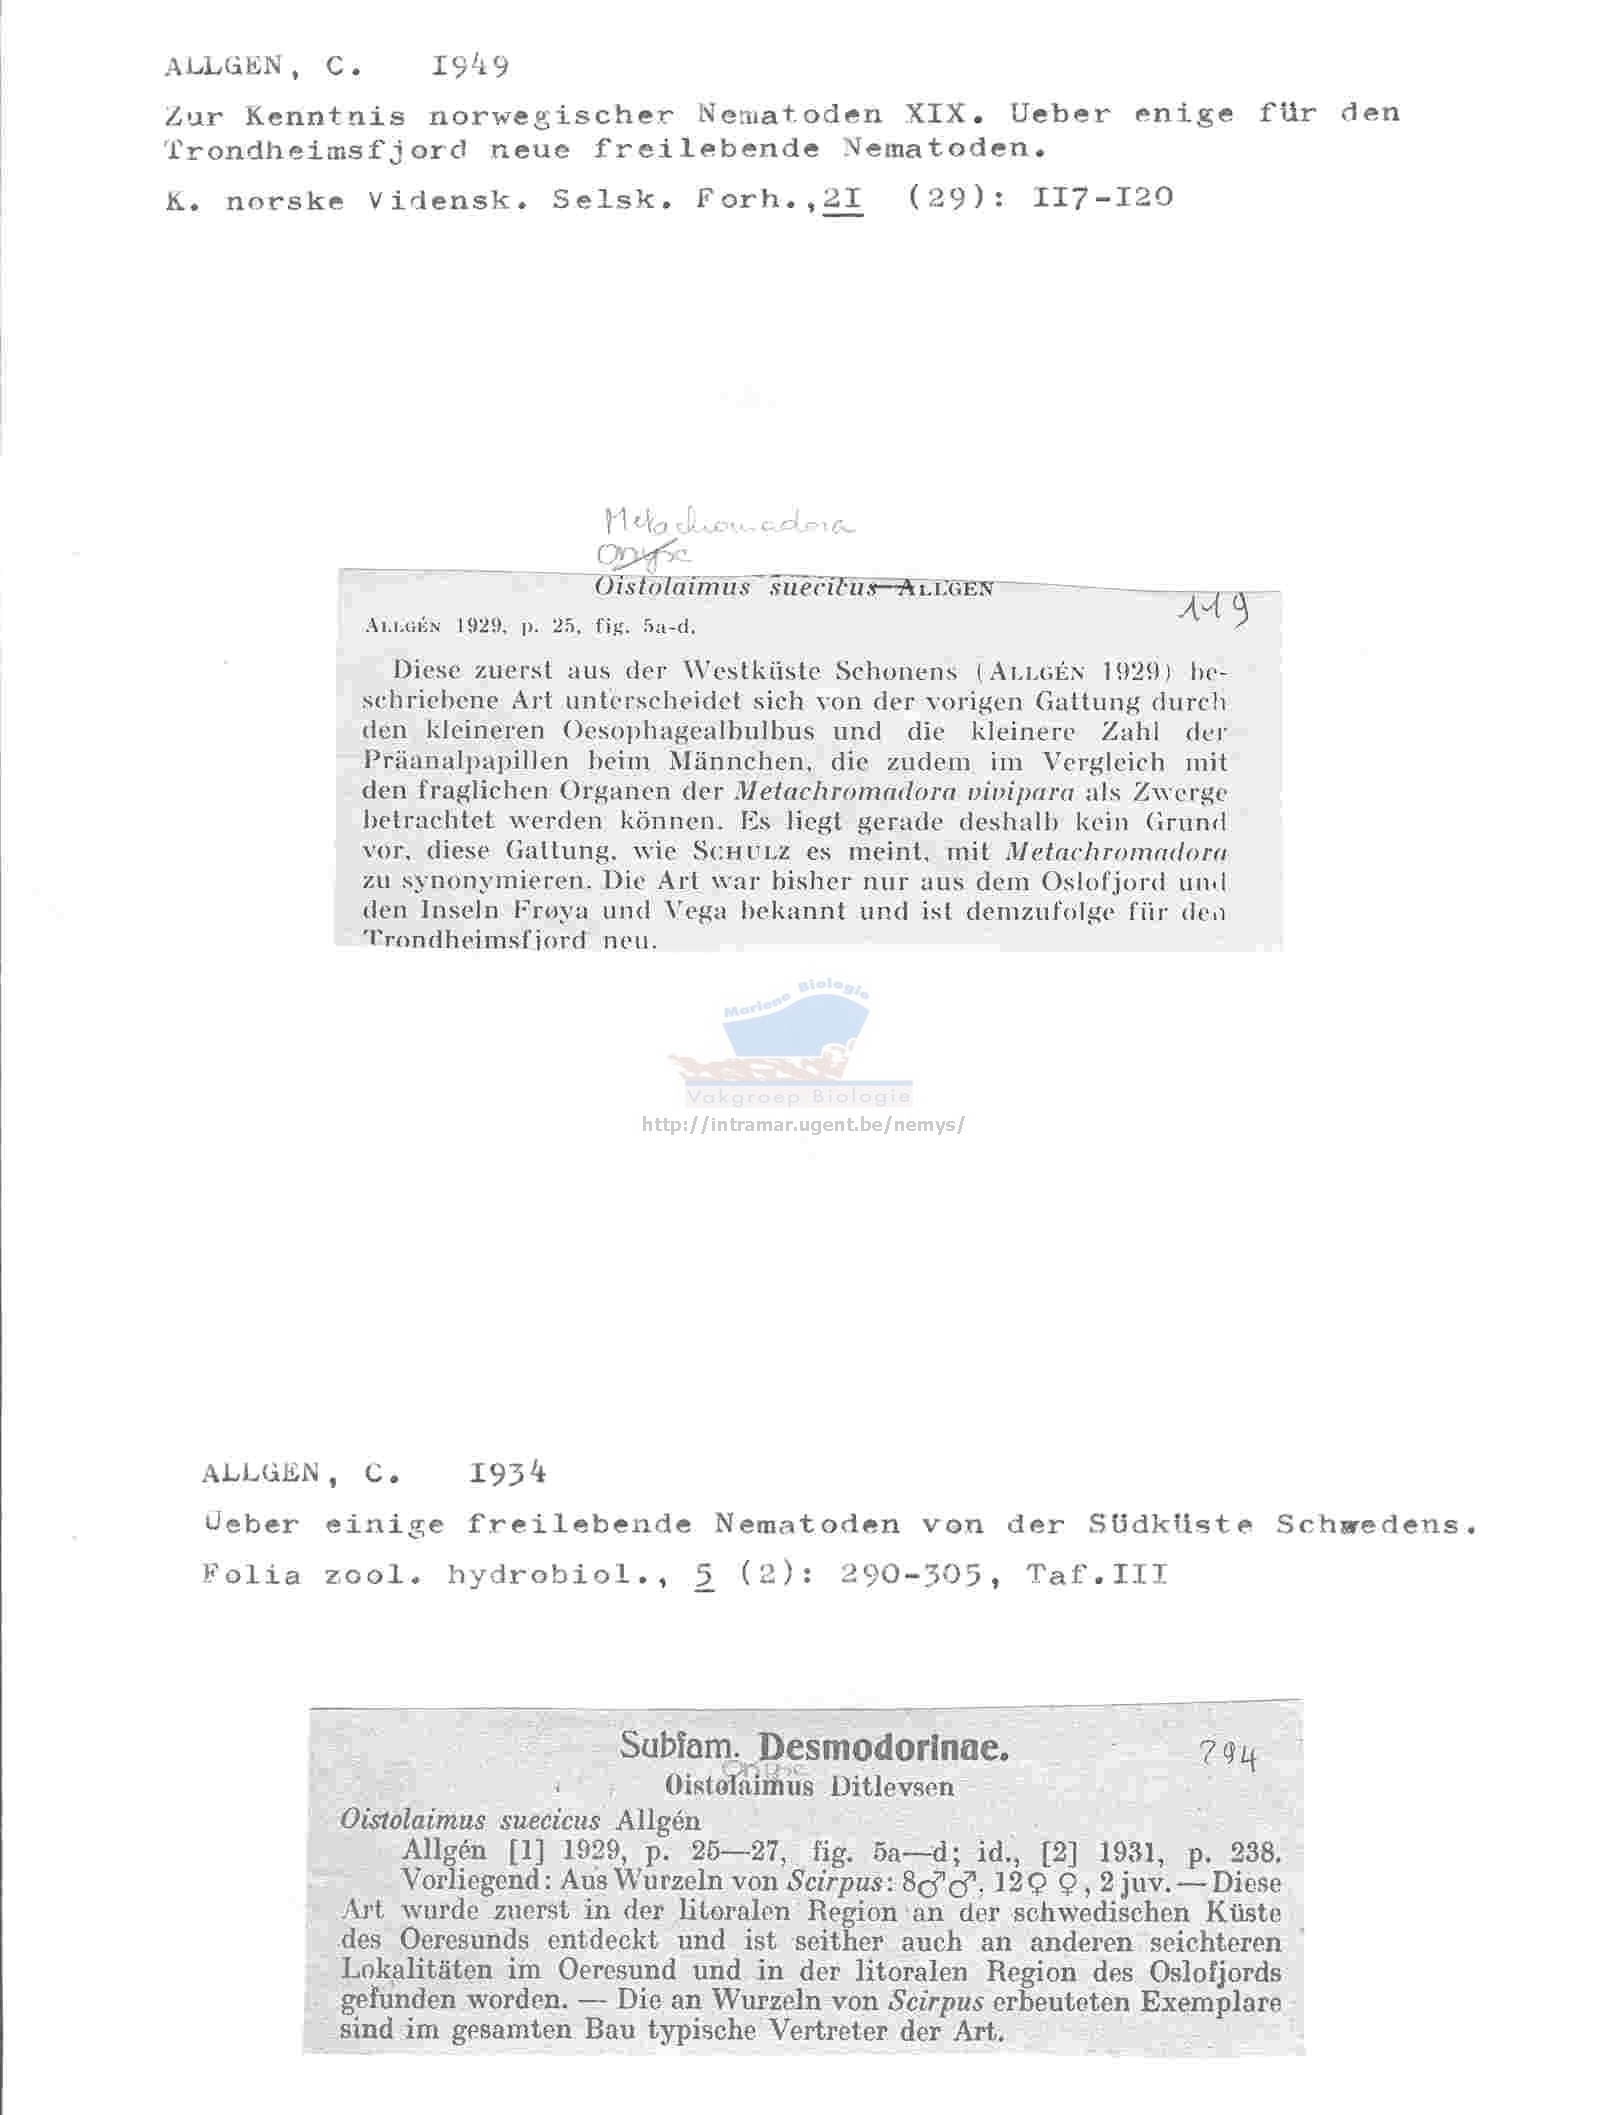 ALLGEN, C. I949
Zur Kenntnis norwegischer Nematoden XIX. Ueber enige für den
Trondheimsfjord neue freilebende Nematoden.
K. norske Vidensk. Selsk. Forh.,2I (29): II7-I20
Metachromadora
Onyx
Oistolaimus suecicus ALLGEN
119
ALLGÉN 1929, p. 25, fig. 5a-d.
Diese zuerst aus der Westküste Schonens (ALLGÉN 1929) be-
schriebene Art unterscheidet sich von der vorigen Gattung durch
den kleineren Oesophagealbulbus und die kleinere Zahl der
Präanalpapillen beim Männchen, die zudem im Vergleich mit
den fraglichen Organen der Metachromadora vivipara als Zwerge
betrachtet werden können. Es liegt gerade deshalb kein Grund
vor, diese Gattung, wie SCHULZ es meint, mit Metachromadora
zu synonymieren. Die Art war bisher nur aus dem Oslofjord und
den Inseln Frøya und Vega bekannt und ist demzufolge für den
Trondheimsfjord neu.
Mariene Biologie
Vakgroep Biologie
http://intramar.ugent.be/nemys/
ALLGEN, C. I934
Ueber einige freilebende Nematoden von der Südküste Schwedens.
Folia zool. hydrobiol., 5 (2): 290-305, Taf.III
Subfam. Desmodorinae.
294
Onyx
Oistolaimus Ditlevsen
Oistolaimus suecicus Allgén
Allgén [1] 1929, p. 25—27, fig. 5a—d; id., [2] 1931, p. 238.
Vorliegend: Aus Wurzeln von Scirpus: 8♂♂, 12♀♀, 2 juv. — Diese
Art wurde zuerst in der litoralen Region an der schwedischen Küste
des Oeresunds entdeckt und ist seither auch an anderen seichteren
Lokalitäten im Oeresund und in der litoralen Region des Oslofjords
gefunden worden. — Die an Wurzeln von Scirpus erbeuteten Exemplare
sind im gesamten Bau typische Vertreter der Art.